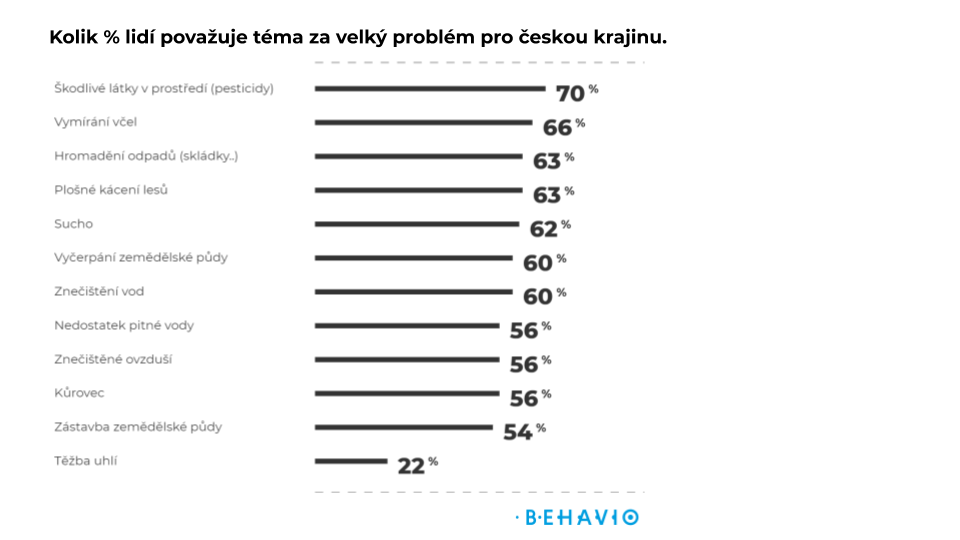 Kolik % lidí považuje téma za velký problém pro českou krajinu.
Škodlivé látky v prostředí (pesticidy) 70 %
Vymírání včel 66 %
Hromadění odpadů (skládky..) 63 %
Plošné kácení lesů 63 %
Sucho 62 %
Vyčerpání zemědělské půdy 60 %
Znečištění vod 60 %
Nedostatek pitné vody 56 %
Znečištěné ovzduší 56 %
Kůrovec 56 %
Zástavba zemědělské půdy 54 %
Těžba uhlí 22 %
BEHAVIO